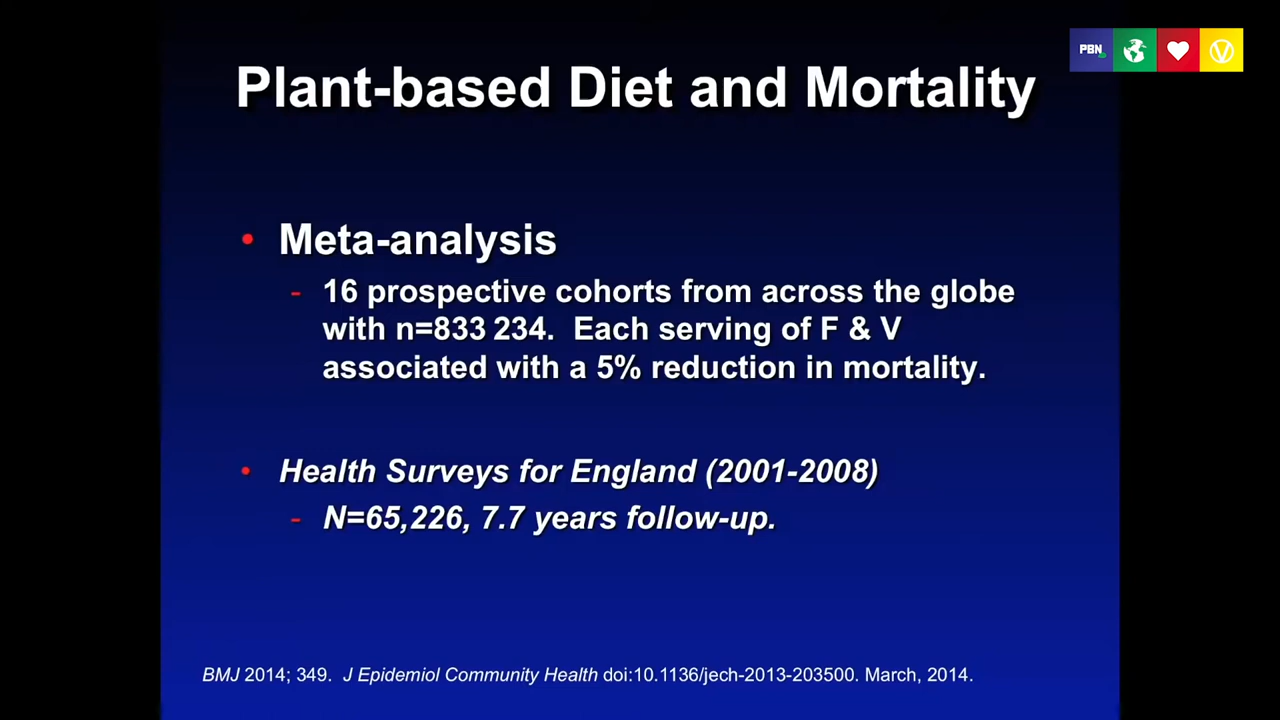 PBN
Plant-based Diet and Mortality
• Meta-analysis
- 16 prospective cohorts from across the globe
with n=833 234. Each serving of F & V
associated with a 5% reduction in mortality.
• Health Surveys for England (2001-2008)
- N=65,226, 7.7 years follow-up.
BMJ 2014; 349. J Epidemiol Community Health doi:10.1136/jech-2013-203500. March, 2014.